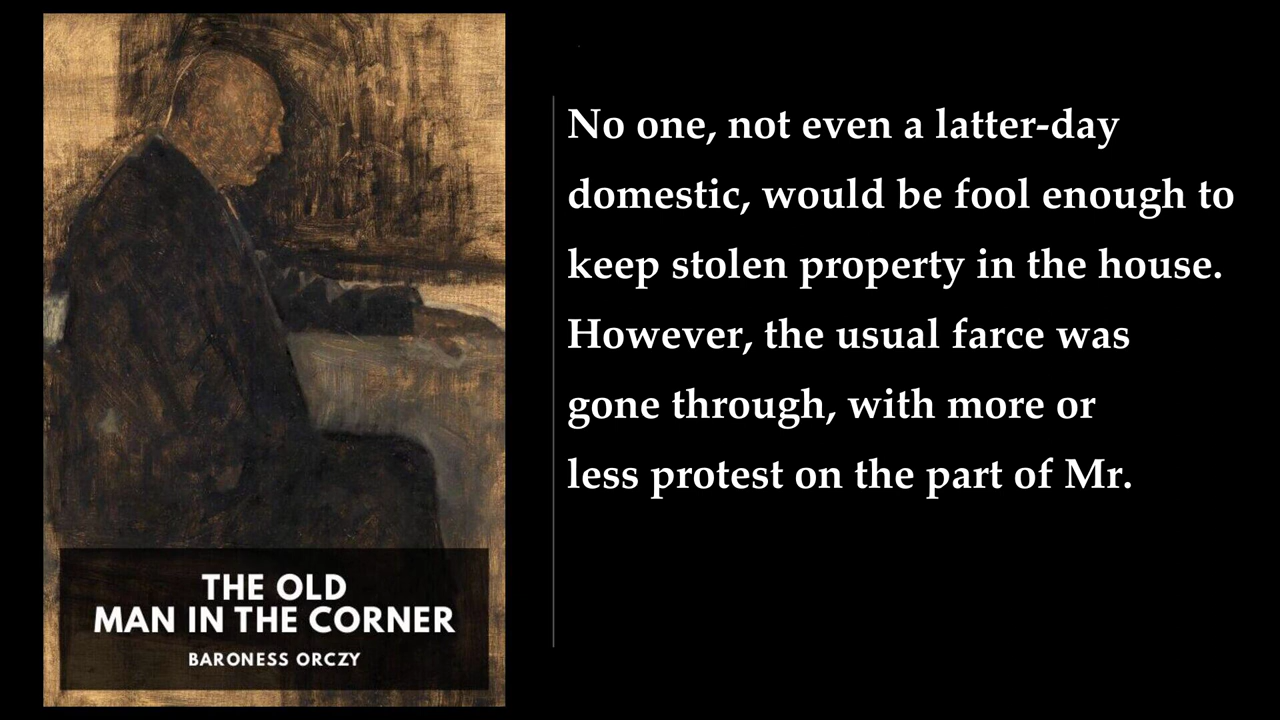 THE OLD
MAN IN THE CORNER
BARONESS ORCZY
No one, not even a latter-day
domestic, would be fool enough to
keep stolen property in the house.
However, the usual farce was
gone through, with more or
less protest on the part of Mr.